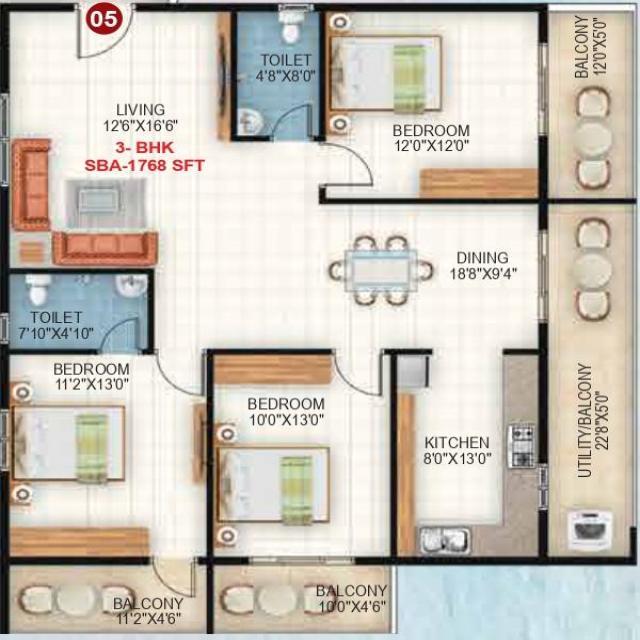 05
TOILET
4'8"X8'0"
BALCONY
12'0"X5'0"
LIVING
12'6"X16'6"
3- BHK
SBA-1768 SFT
BEDROOM
12'0"X12'0"
DINING
18'8"X9'4"
TOILET
7'10"X4'10"
BEDROOM
11'2"X13'0"
BEDROOM
10'0"X13'0"
KITCHEN
8'0"X13'0"
UTILITY/BALCONY
22'8"X5'0"
BALCONY
11'2"X4'6"
BALCONY
10'0"X4'6"